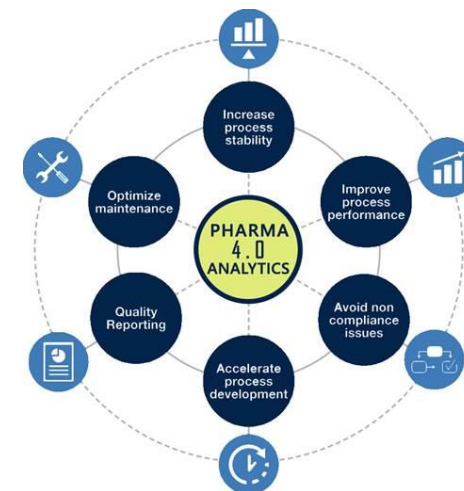 Increase
process
stability
Improve
process
performance
Avoid non
compliance
issues
Accelerate
process
development
Quality
Reporting
Optimize
maintenance
PHARMA
4.0
ANALYTICS